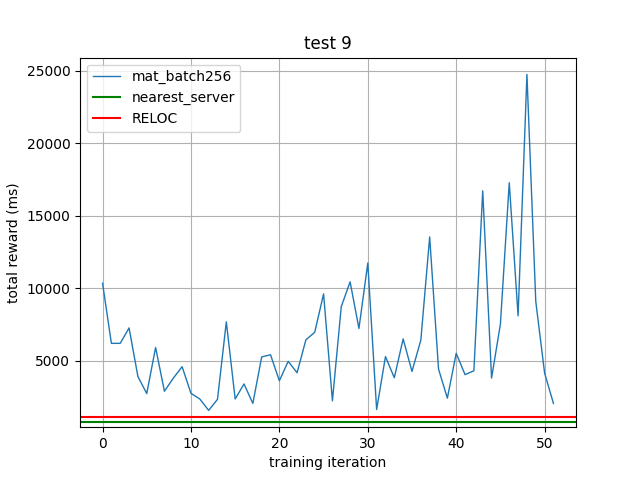 test 9
mat_batch256
nearest_server
RELOC
total reward (ms)
25000
20000
15000
10000
5000
0 10 20 30 40 50
training iteration